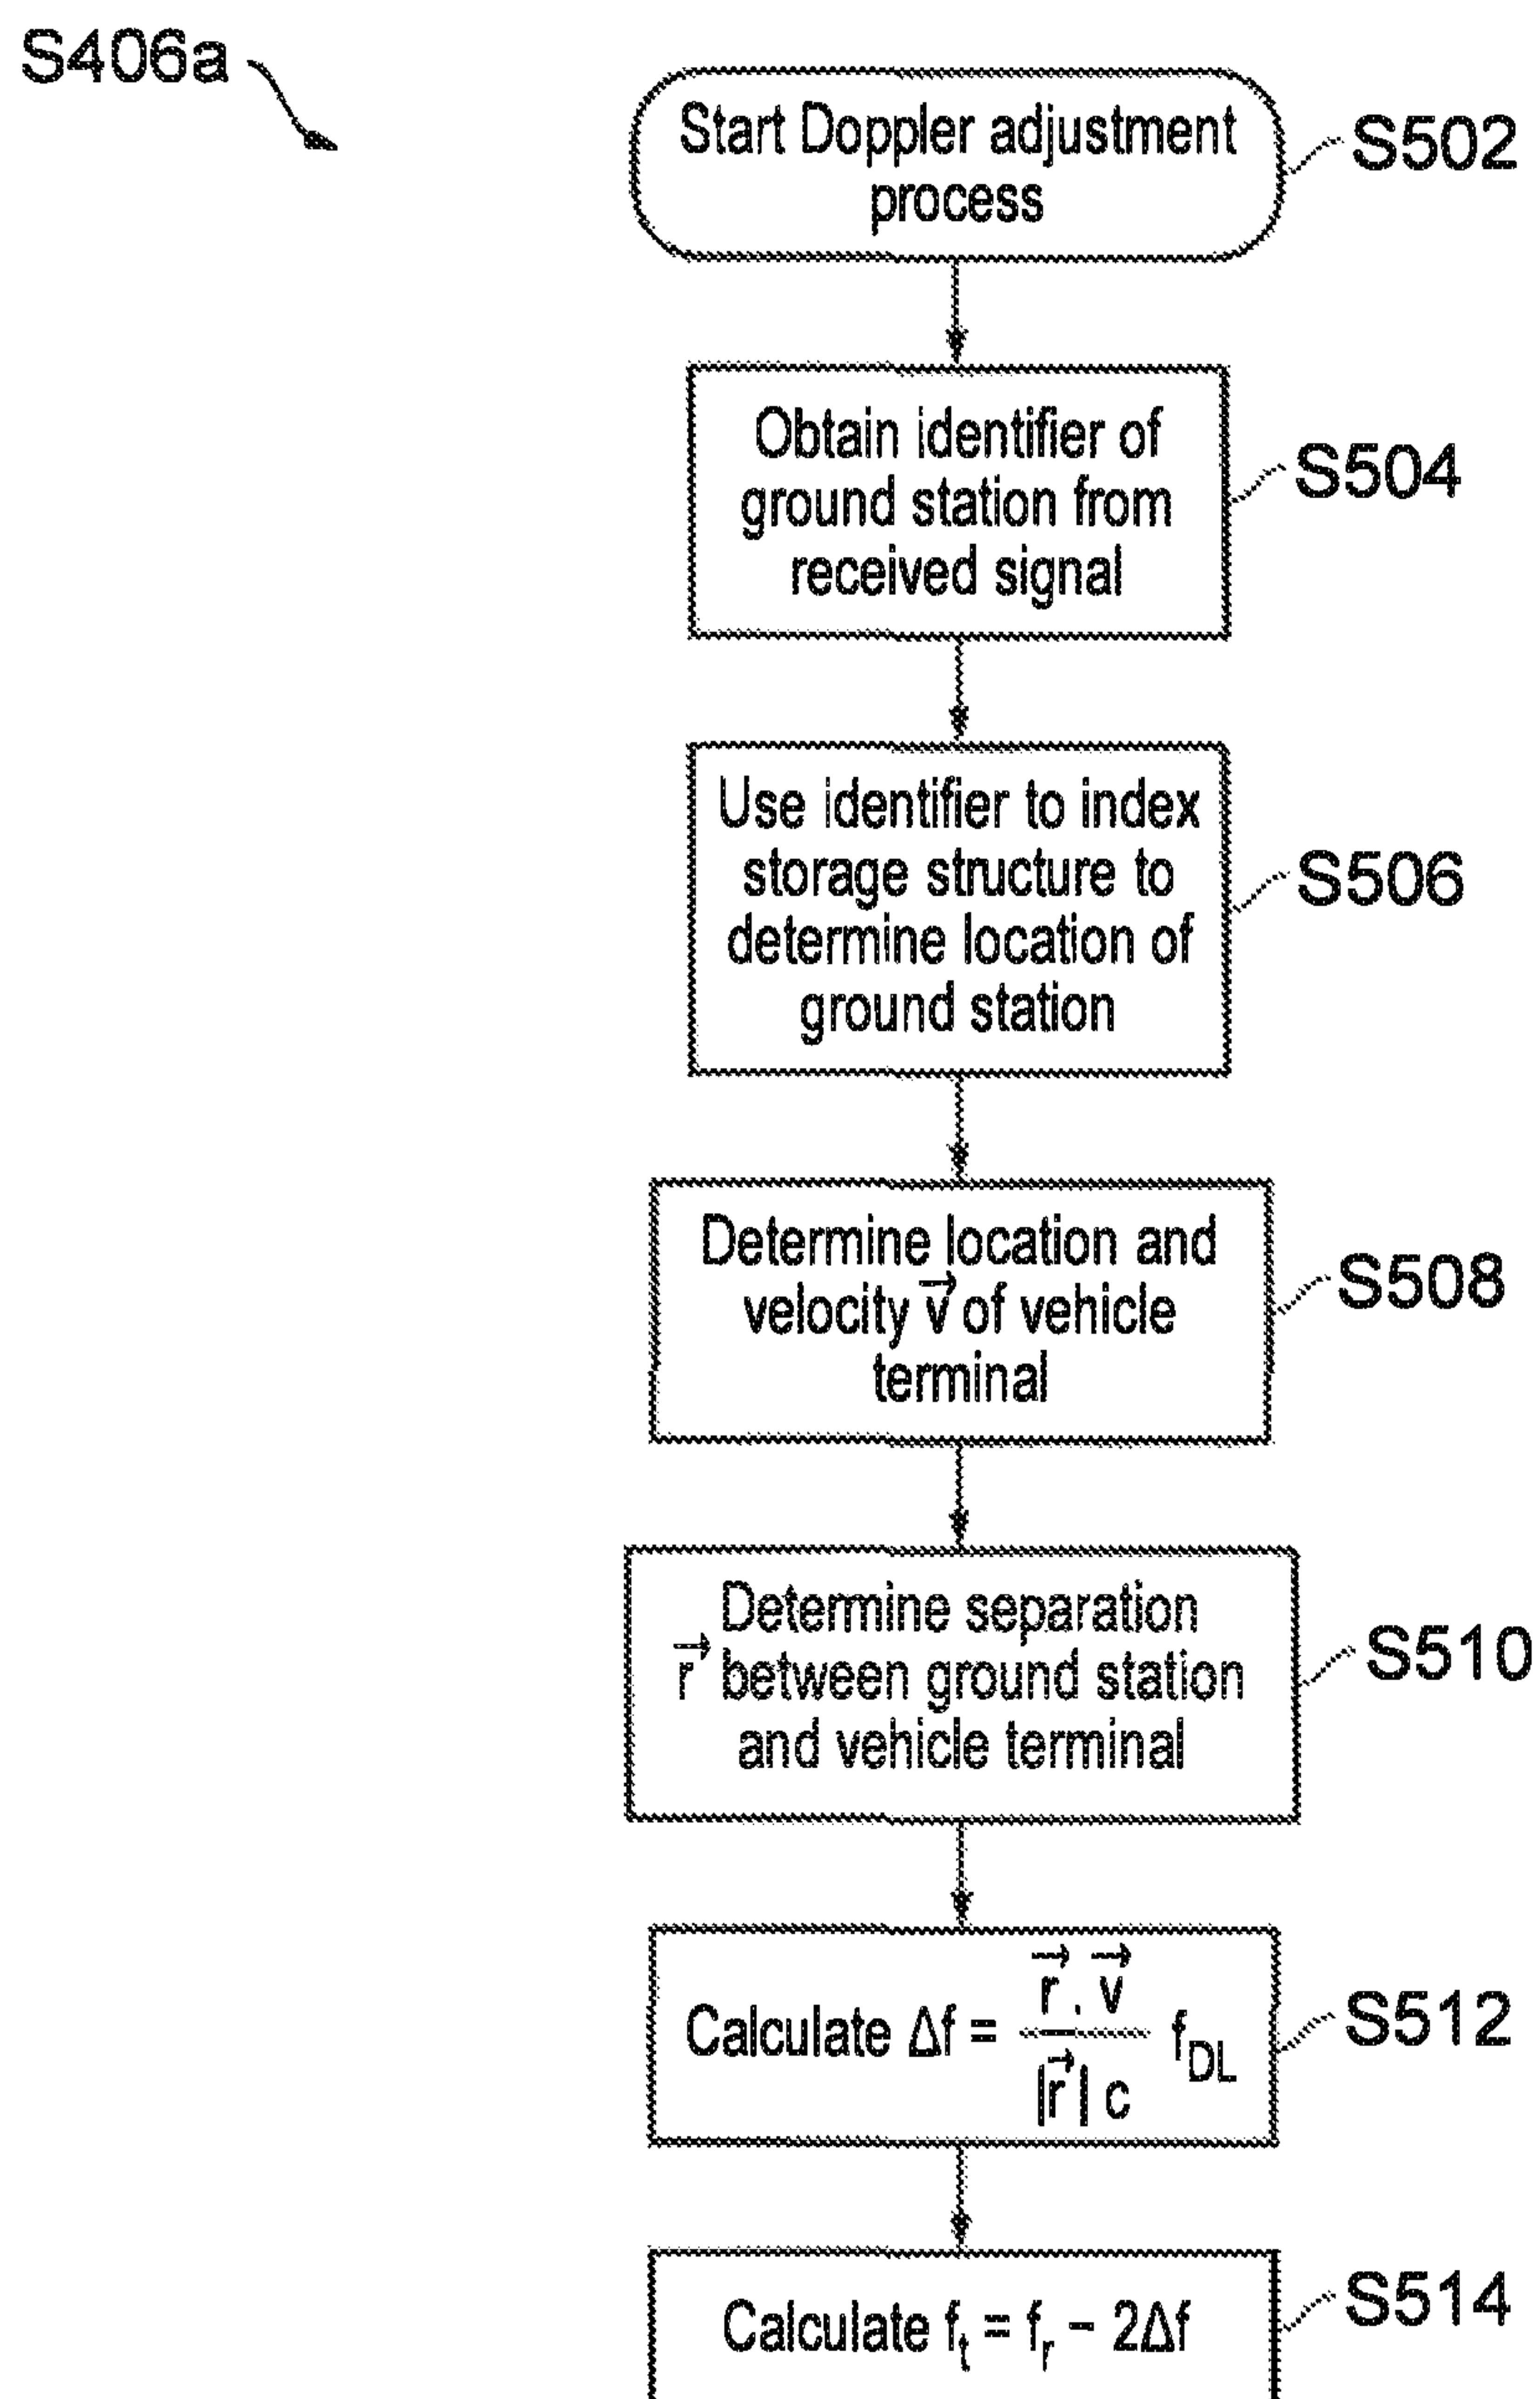 S406a
Start Doppler adjustment
process
S502
Obtain identifier of
ground station from
received signal
S504
Use identifier to index
storage structure to
determine location of
ground station
S506
Determine location and
velocity v⃗ of vehicle
terminal
S508
Determine separation
r⃗ between ground station
and vehicle terminal
S510
Calculate Δf = (r⃗ . v⃗ / |r⃗| c) f_DL
S512
Calculate f_t = f_r − 2Δf
S514